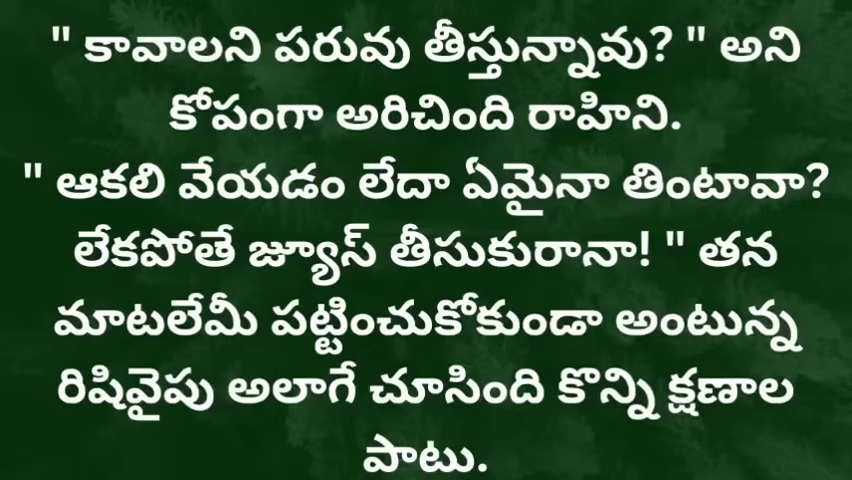 " కావాలని పరువు తీస్తున్నావు? " అని
కోపంగా అరిచింది రాహిని.
" ఆకలి వేయడం లేదా ఏమైనా తింటావా?
లేకపోతే జ్యూస్ తీసుకురానా! " తన
మాటలేమీ పట్టించుకోకుండా అంటున్న
రిషివైపు అలాగే చూసింది కొన్ని క్షణాల
పాటు.